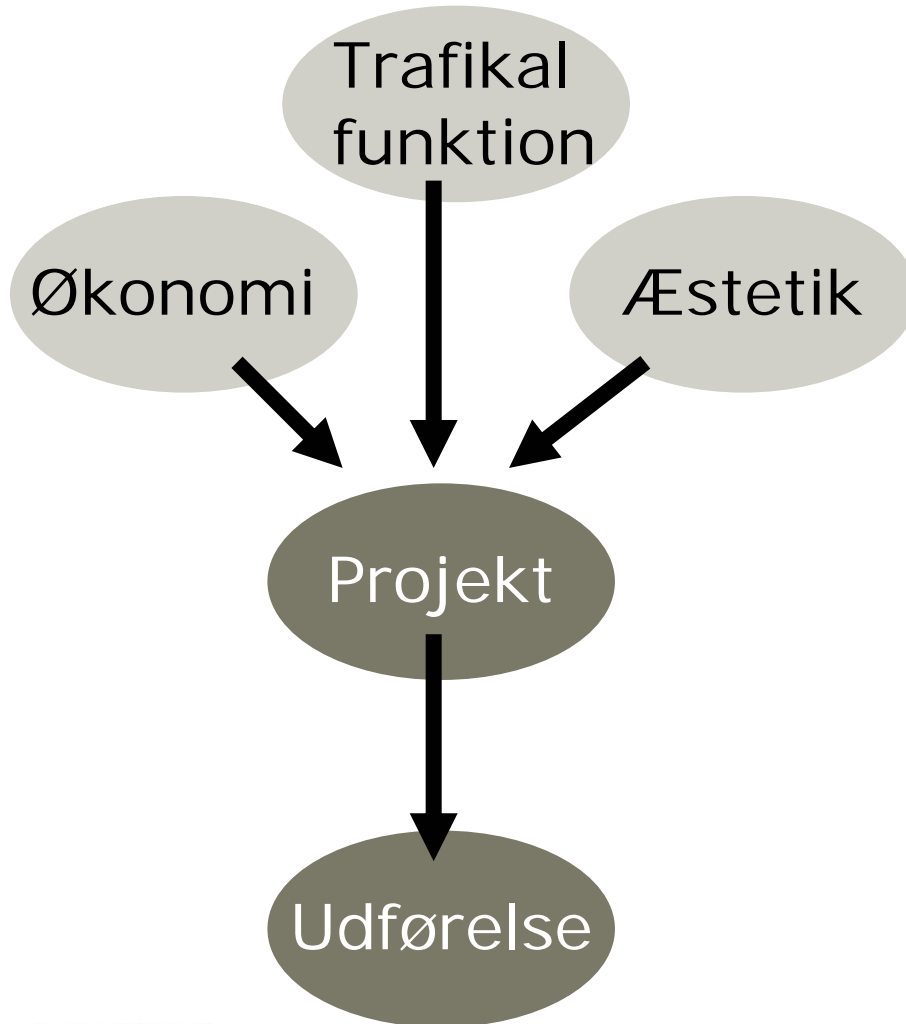 Trafikal
funktion
Økonomi
Æstetik
Projekt
Udførelse